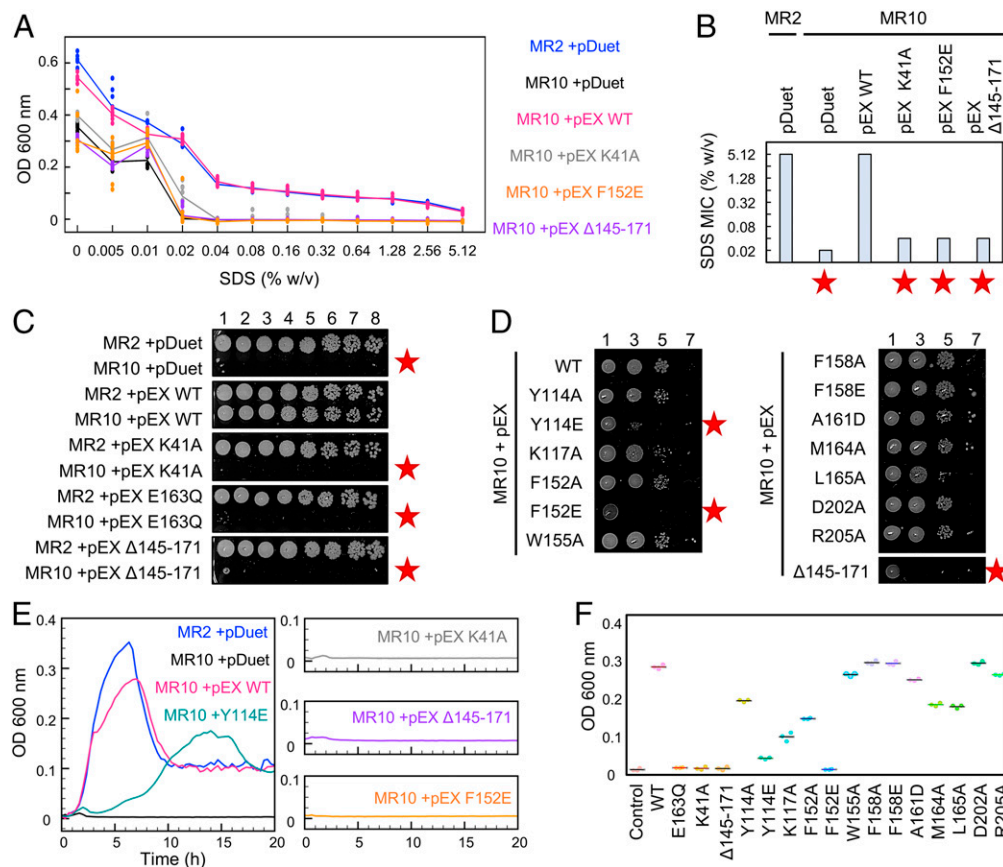 A
OD 600 nm
0.6
0.4
0.2
0
0 0.005 0.01 0.02 0.04 0.08 0.16 0.32 0.64 1.28 2.56 5.12
SDS (% w/v)
MR2 +pDuet
MR10 +pDuet
MR10 +pEX WT
MR10 +pEX K41A
MR10 +pEX F152E
MR10 +pEX Δ145-171
B
MR2 MR10
pDuet
pDuet
pEX WT
pEX K41A
pEX F152E
pEX Δ145-171
SDS MIC (% w/v)
5.12
1.28
0.32
0.08
0.02
C
1 2 3 4 5 6 7 8
MR2 +pDuet
MR10 +pDuet
MR2 +pEX WT
MR10 +pEX WT
MR2 +pEX K41A
MR10 +pEX K41A
MR2 +pEX E163Q
MR10 +pEX E163Q
MR2 +pEX Δ145-171
MR10 +pEX Δ145-171
D
1 3 5 7
MR10 + pEX
WT
Y114A
Y114E
K117A
F152A
F152E
W155A
1 3 5 7
MR10 + pEX
F158A
F158E
A161D
M164A
L165A
D202A
R205A
Δ145-171
E
OD 600 nm
0.4
0.3
0.2
0.1
0
0 5 10 15 20
Time (h)
MR2 +pDuet
MR10 +pDuet
MR10 +pEX WT
MR10 +Y114E
0.1
0
MR10 +pEX K41A
0.1
0
MR10 +pEX Δ145-171
0.1
0
MR10 +pEX F152E
0 5 10 15 20
F
OD 600 nm
0.4
0.3
0.2
0.1
0
Control
WT
E163Q
K41A
Δ145-171
Y114A
Y114E
K117A
F152A
F152E
W155A
F158A
F158E
A161D
M164A
L165A
D202A
R205A